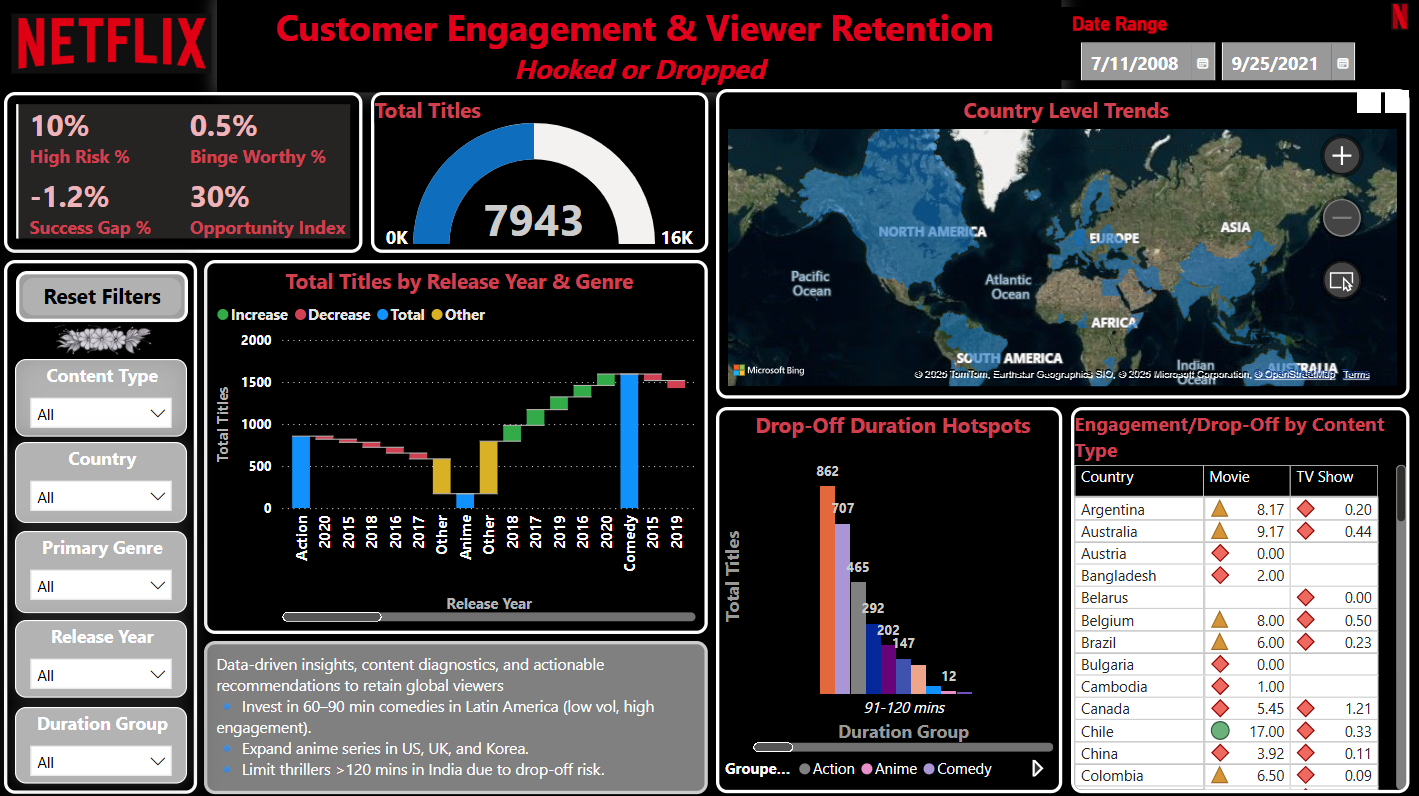 NETFLIX
Customer Engagement & Viewer Retention
Hooked or Dropped
Date Range
N
7/11/2008
9/25/2021
10%
0.5%
High Risk %
Binge Worthy %
-1.2%
30%
Success Gap %
Opportunity Index
Total Titles
7943
0K
16K
Country Level Trends
NORTH AMERICA
EUROPE
ASIA
Pacific
Ocean
Atlantic
Ocean
AFRICA
SOUTH AMERICA
Indian
Ocean
AUSTRALIA
Microsoft Bing
© 2025 TomTom, Earthstar Geographics SIO, © 2025 Microsoft Corporation, © OpenStreetMap Terms
Reset Filters
Content Type
All
Country
All
Primary Genre
All
Release Year
All
Duration Group
All
Total Titles by Release Year & Genre
Increase Decrease Total Other
Total Titles
2000
1500
1000
500
0
Action
2020
2015
2018
2016
2017
Other
Anime
Other
2018
2017
2019
2016
2020
Comedy
2015
2019
Release Year
Data-driven insights, content diagnostics, and actionable
recommendations to retain global viewers
Invest in 60–90 min comedies in Latin America (low vol, high
engagement).
Expand anime series in US, UK, and Korea.
Limit thrillers >120 mins in India due to drop-off risk.
Drop-Off Duration Hotspots
Total Titles
862
707
465
292
202
147
12
91-120 mins
Duration Group
Groupe... Action Anime Comedy
Engagement/Drop-Off by Content
Type
Country Movie TV Show
Argentina 8.17 0.20
Australia 9.17 0.44
Austria 0.00
Bangladesh 2.00
Belarus 0.00
Belgium 8.00 0.50
Brazil 6.00 0.23
Bulgaria 0.00
Cambodia 1.00
Canada 5.45 1.21
Chile 17.00 0.33
China 3.92 0.11
Colombia 6.50 0.09